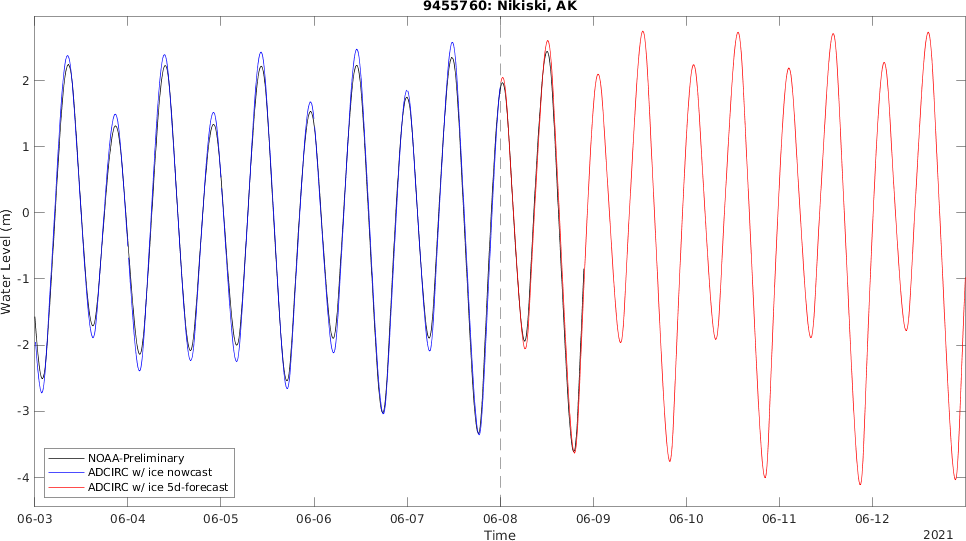 9455760: Nikiski, AK
Water Level (m)
2
1
0
-1
-2
-3
-4
NOAA-Preliminary
ADCIRC w/ ice nowcast
ADCIRC w/ ice 5d-forecast
06-03 06-04 06-05 06-06 06-07 06-08 06-09 06-10 06-11 06-12
Time
2021